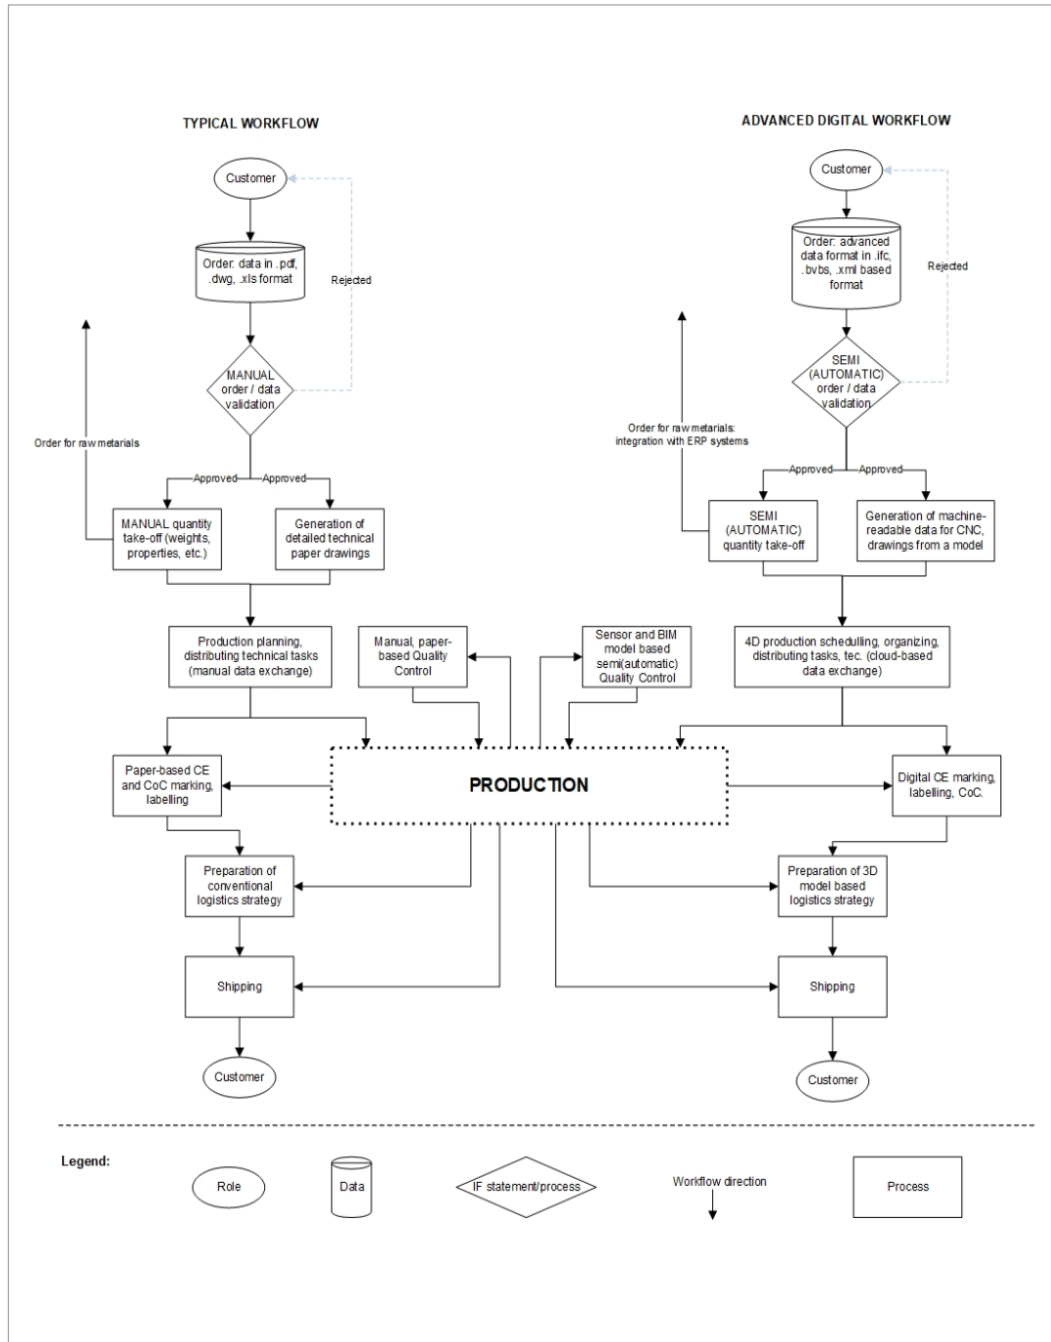 TYPICAL WORKFLOW
Customer
Order: data in .pdf,
.dwg, .xls format
Rejected
MANUAL
order / data
validation
Order for raw metarials
Approved
Approved
MANUAL quantity
take-off (weights,
properties, etc.)
Generation of
detailed technical
paper drawings
Production planning,
distributing technical tasks
(manual data exchange)
Manual, paper-
based Quality
Control
Paper-based CE
and CoC marking,
labelling
Preparation of
conventional
logistics strategy
Shipping
Customer
PRODUCTION
ADVANCED DIGITAL WORKFLOW
Customer
Order: advanced
data format in .ifc,
.bvbs, .xml based
format
Rejected
SEMI
(AUTOMATIC)
order / data
validation
Order for raw metarials:
integration with ERP systems
Approved
Approved
SEMI
(AUTOMATIC)
quantity take-off
Generation of machine-
readable data for CNC,
drawings from a model
Sensor and BIM
model based
semi(automatic)
Quality Control
4D production schedulling, organizing,
distributing tasks, tec. (cloud-based
data exchange)
Digital CE marking,
labelling, CoC.
Preparation of 3D
model based
logistics strategy
Shipping
Customer
Legend:
Role
Data
IF statement/process
Workflow direction
Process